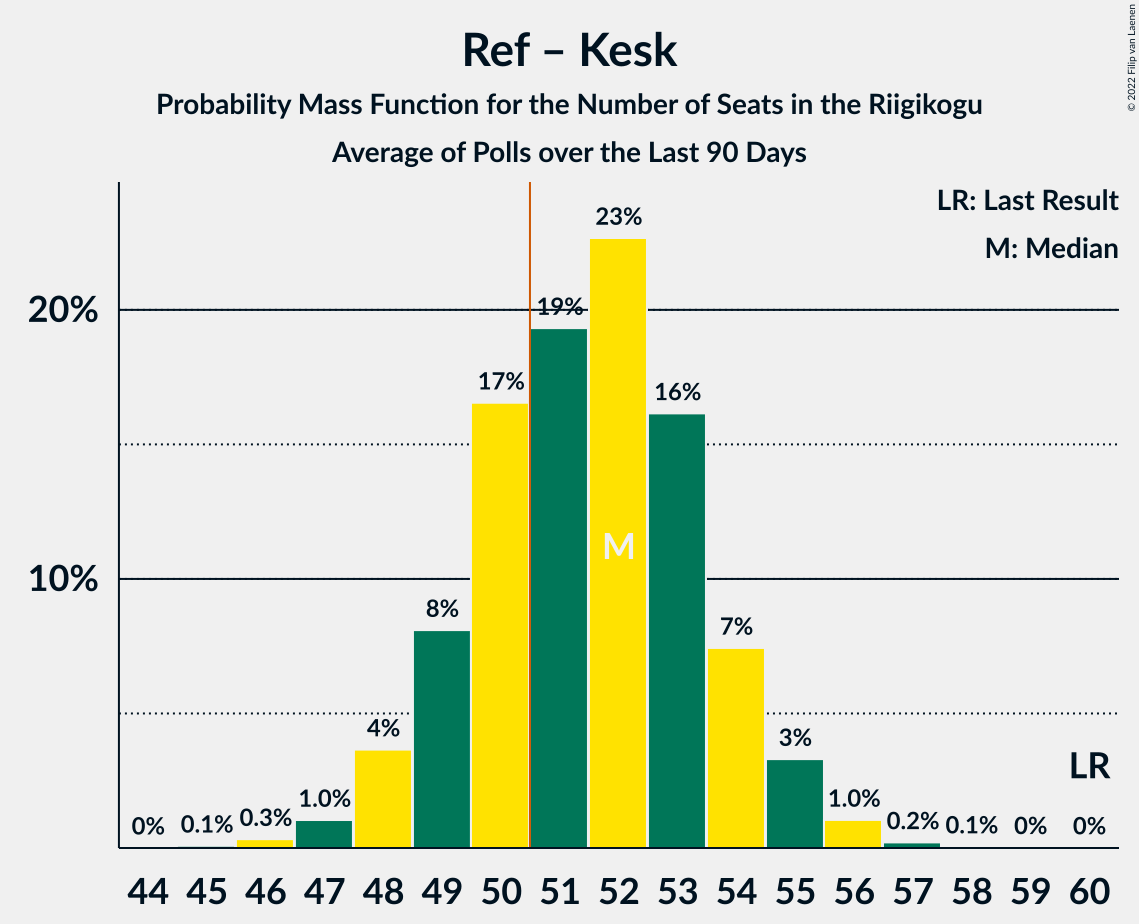 Ref – Kesk
Probability Mass Function for the Number of Seats in the Riigikogu
Average of Polls over the Last 90 Days
© 2022 Filip van Laenen
LR: Last Result
M: Median
20%
10%
0%
0.1%
0.3%
1.0%
4%
8%
17%
19%
23%
16%
7%
3%
1.0%
0.2%
0.1%
0%
0%
M
LR
44 45 46 47 48 49 50 51 52 53 54 55 56 57 58 59 60